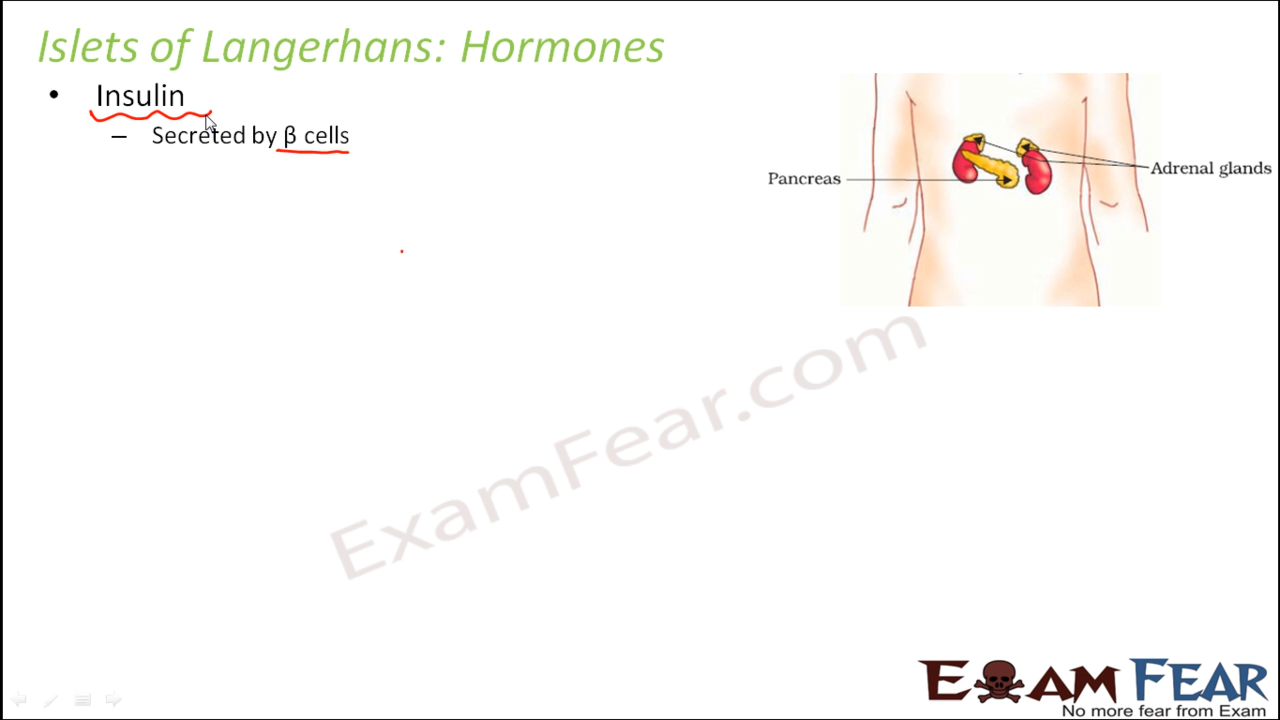 Islets of Langerhans: Hormones
• Insulin
– Secreted by β cells
Pancreas
Adrenal glands
ExamFear.com
EXAM FEAR
No more fear from Exam